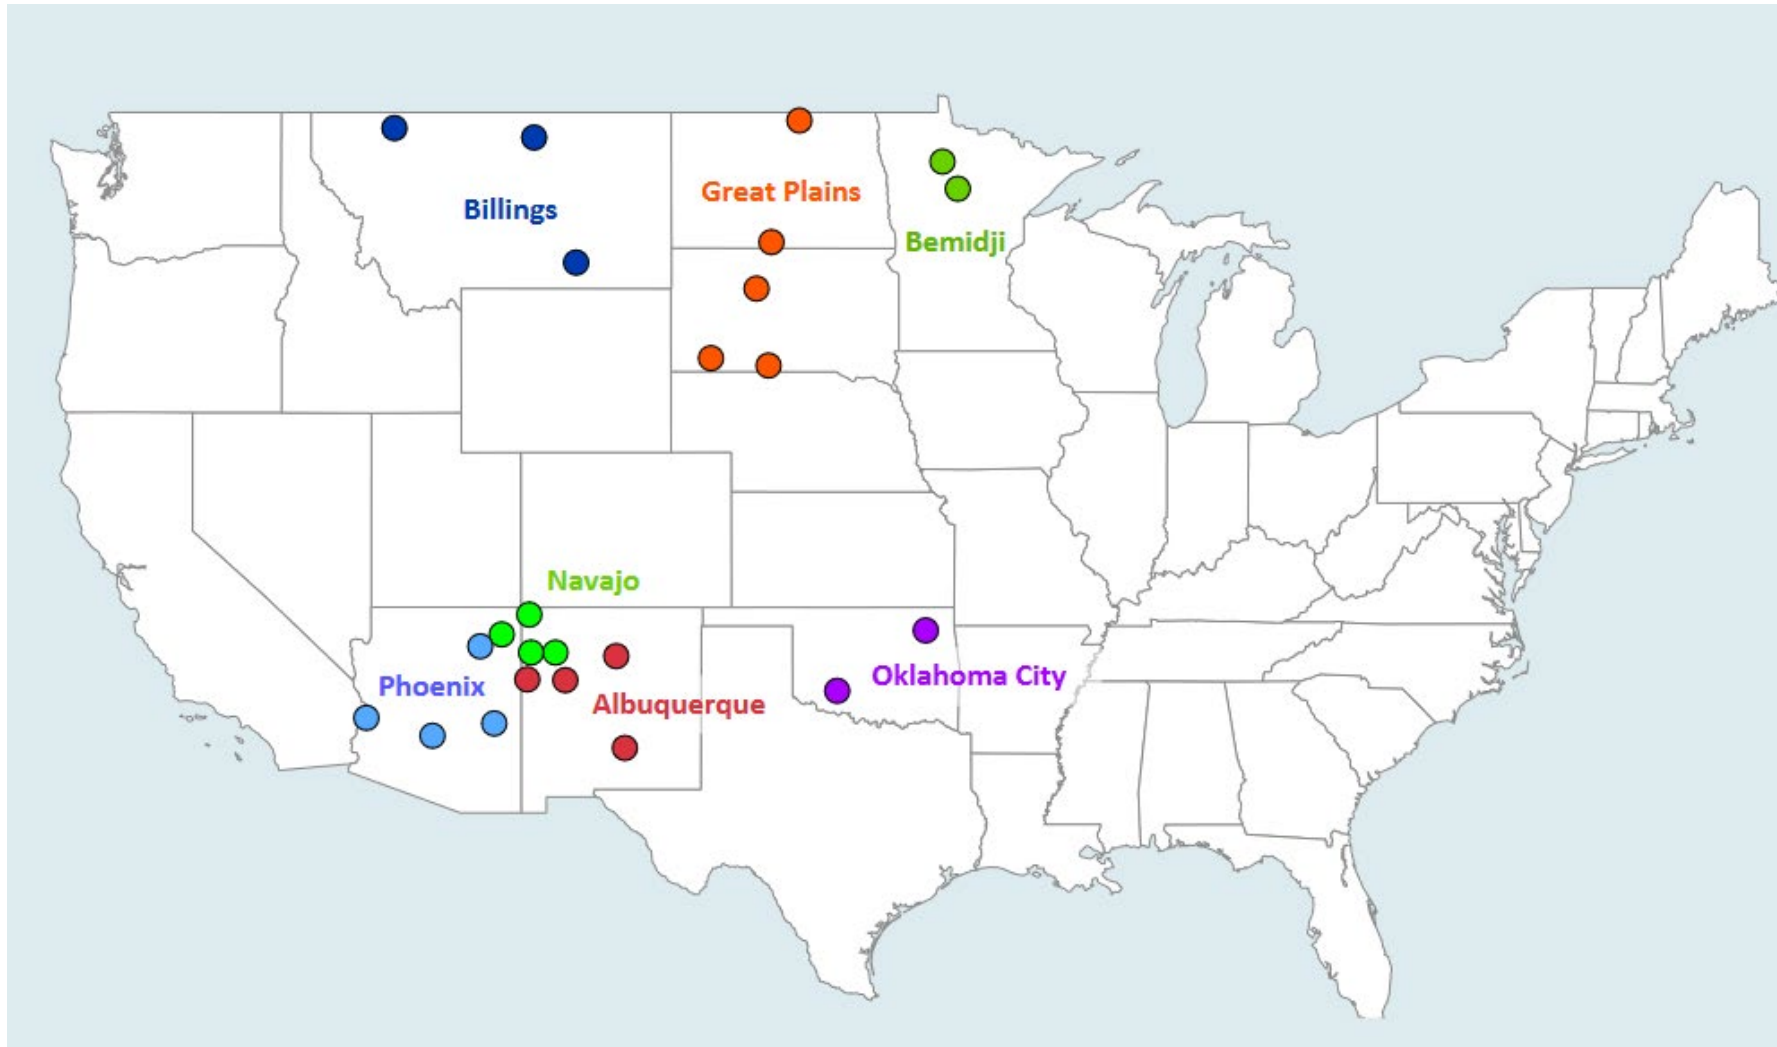 Great Plains
Billings
Bemidji
Navajo
Phoenix
Oklahoma City
Albuquerque